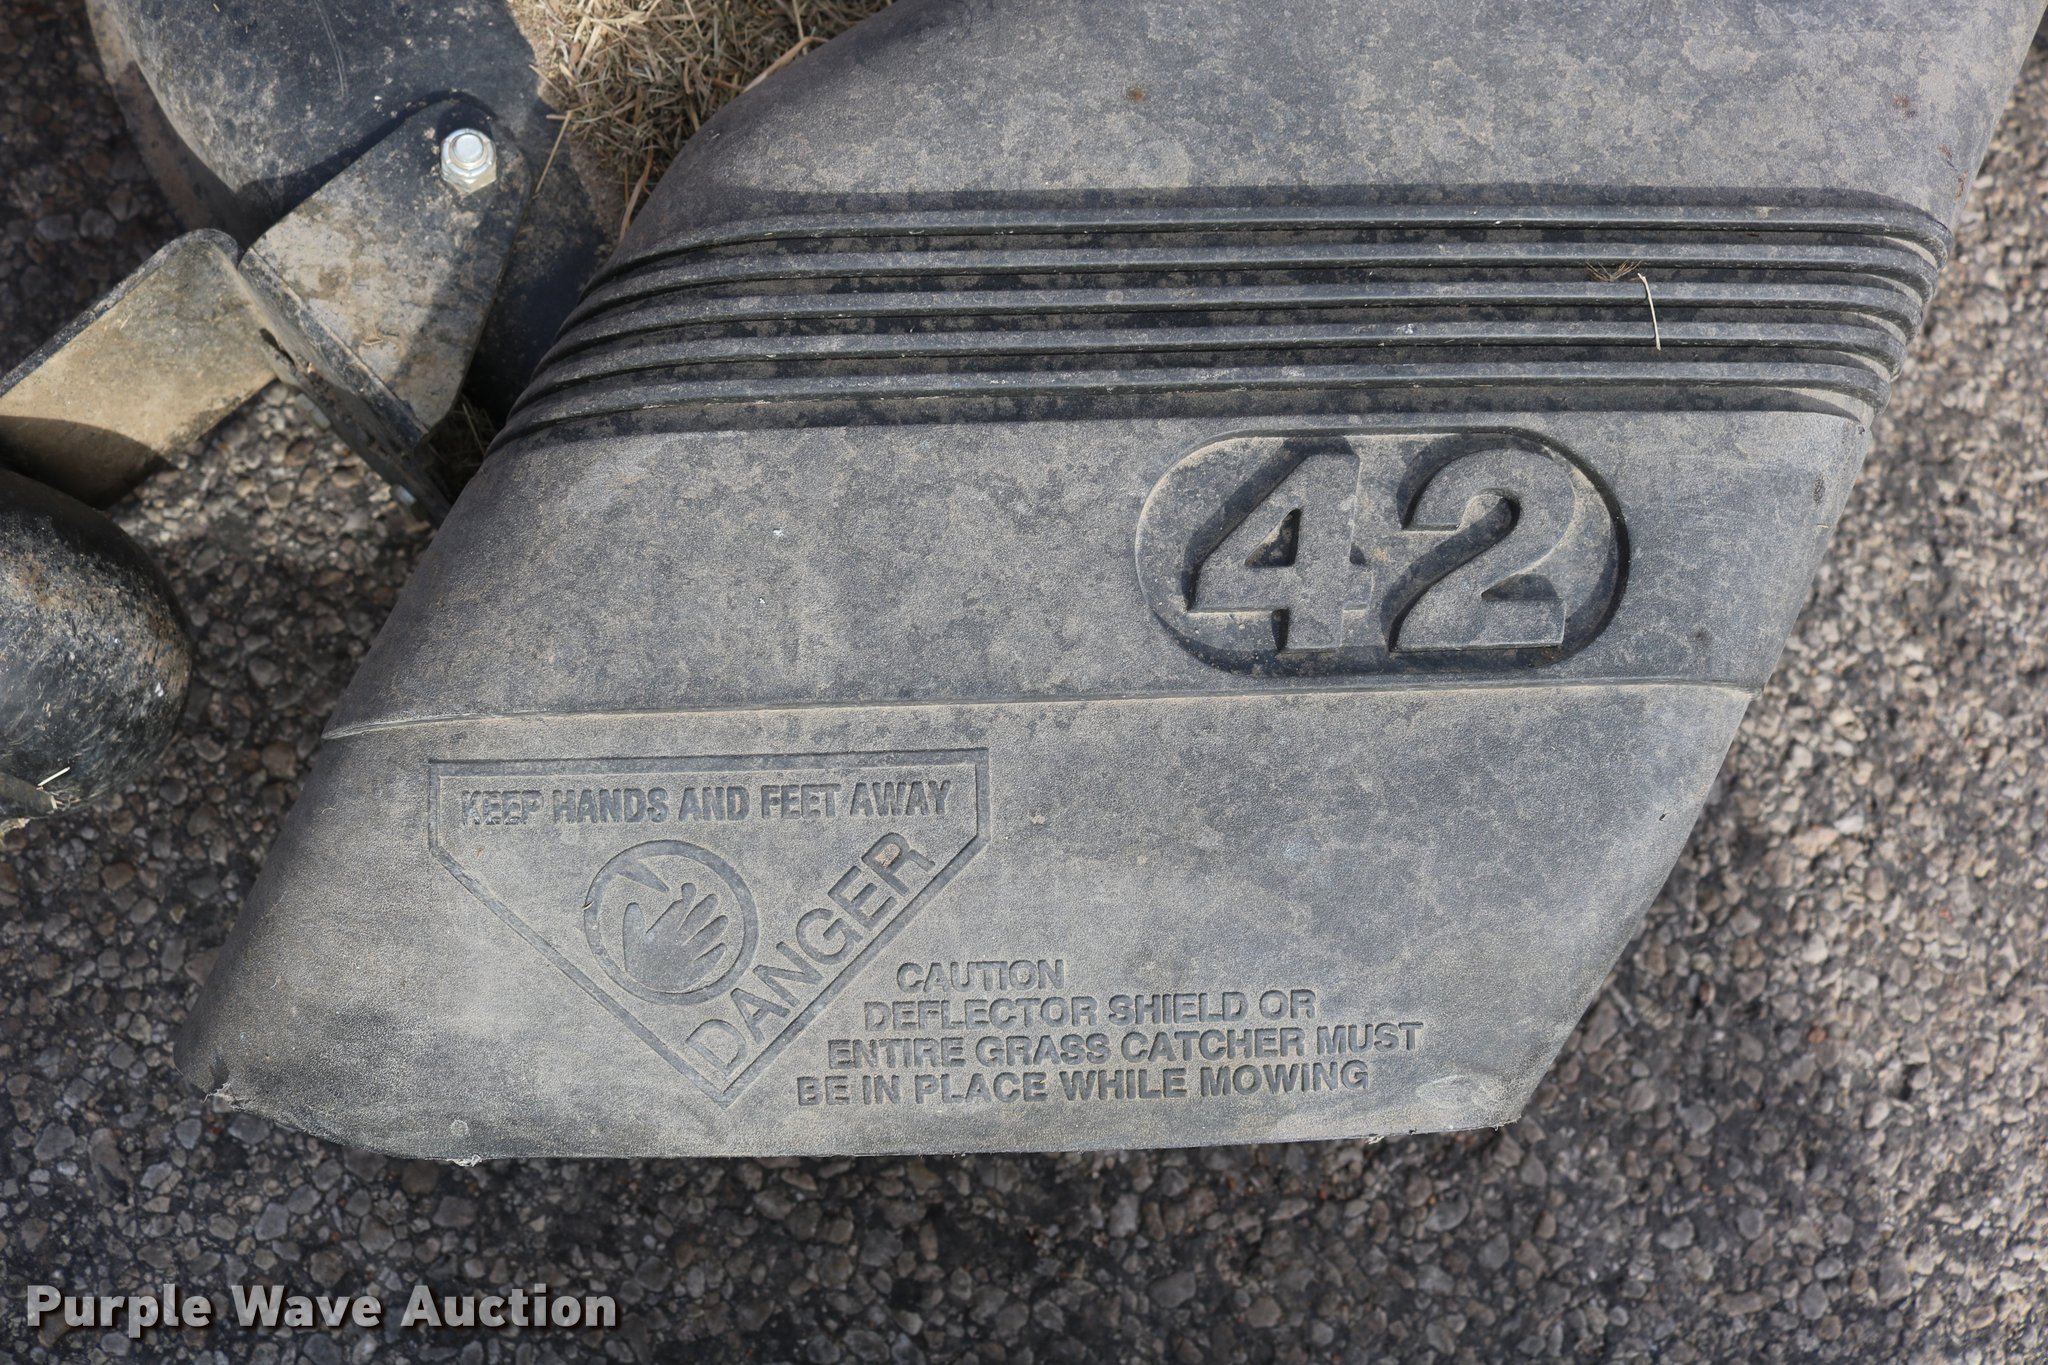 42
KEEP HANDS AND FEET AWAY
DANGER
CAUTION
DEFLECTOR SHIELD OR
ENTIRE GRASS CATCHER MUST
BE IN PLACE WHILE MOWING
Purple Wave Auction